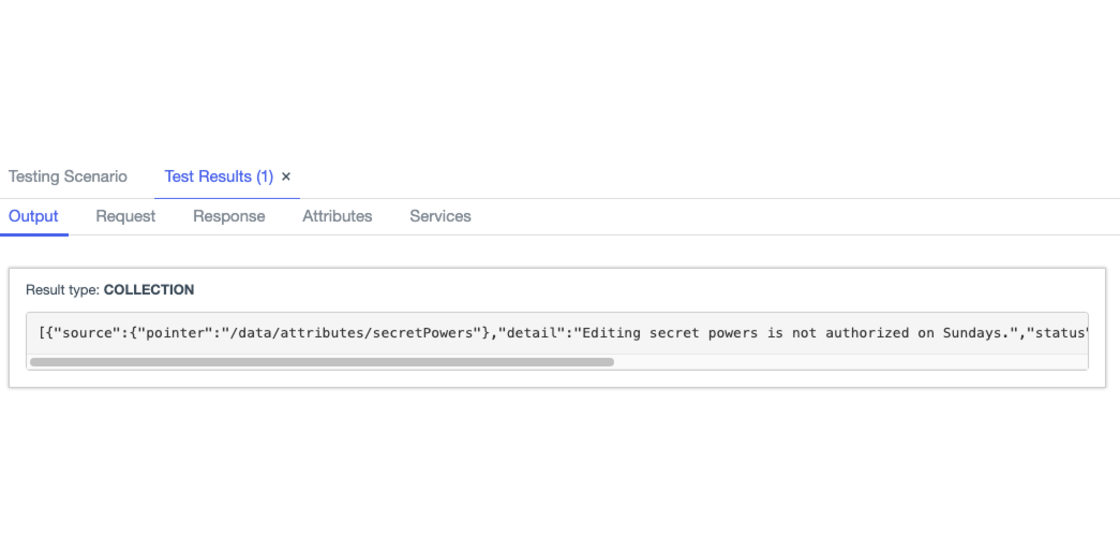 Testing Scenario Test Results (1) ×
Output Request Response Attributes Services
Result type: COLLECTION
[{"source":{"pointer":"/data/attributes/secretPowers"},"detail":"Editing secret powers is not authorized on Sundays.","status"